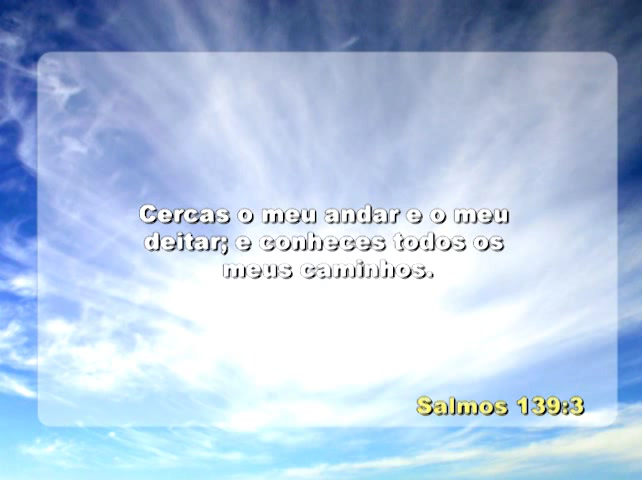 Cercas o meu andar e o meu
deitar; e conheces todos os
meus caminhos.
Salmos 139:3